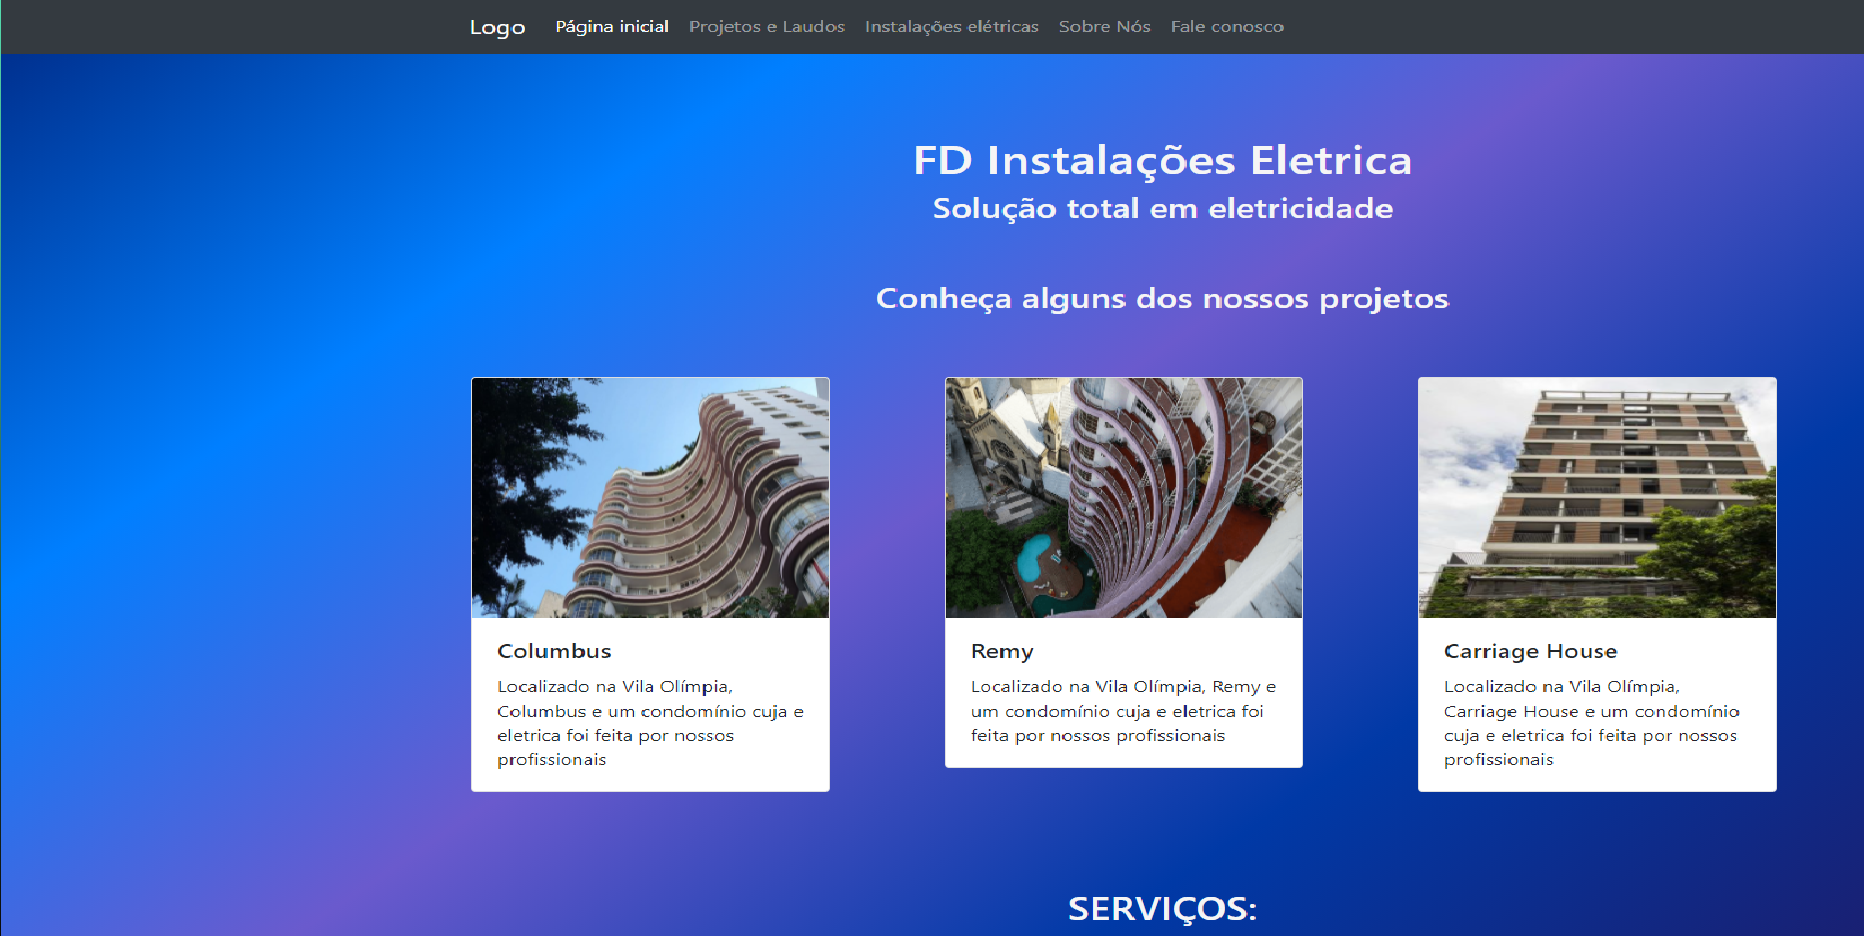 Logo Página inicial Projetos e Laudos Instalações elétricas Sobre Nós Fale conosco
FD Instalações Eletrica
Solução total em eletricidade
Conheça alguns dos nossos projetos
Columbus
Localizado na Vila Olímpia,
Columbus e um condomínio cuja e
eletrica foi feita por nossos
profissionais
Remy
Localizado na Vila Olímpia, Remy e
um condomínio cuja e eletrica foi
feita por nossos profissionais
Carriage House
Localizado na Vila Olímpia,
Carriage House e um condomínio
cuja e eletrica foi feita por nossos
profissionais
SERVIÇOS: